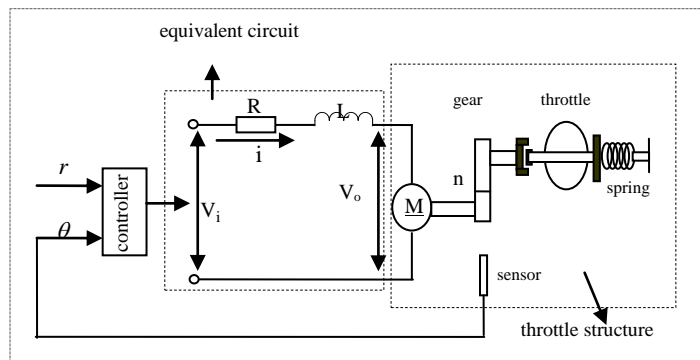 equivalent circuit
R
L
gear
throttle
i
r
controller
V_i
V_o
M
n
spring
θ
sensor
throttle structure